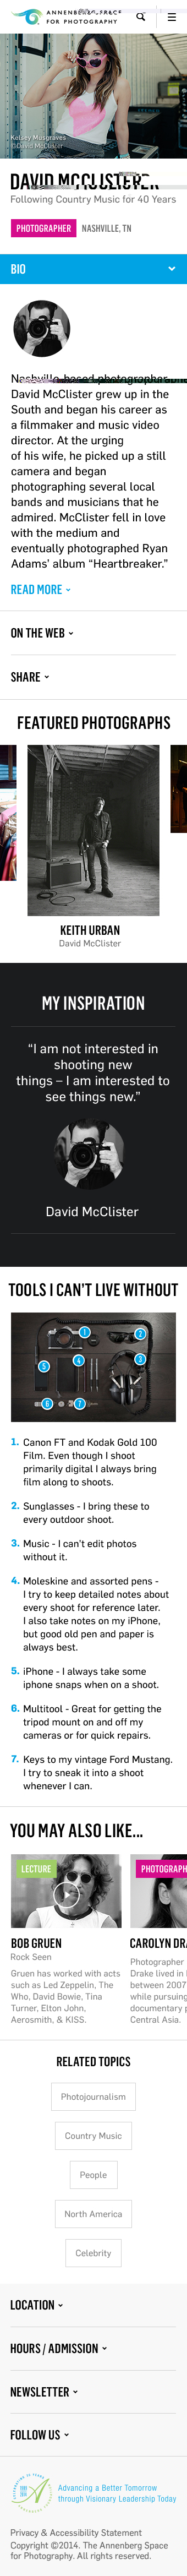 ANNENBERG SPACE
FOR PHOTOGRAPHY
Kelsey Musgraves
©David McClister
DAVID MCCLISTER
Following Country Music for 40 Years
PHOTOGRAPHER NASHVILLE, TN
BIO
Nashville-based photographer
David McClister grew up in the
South and began his career as
a filmmaker and music video
director. At the urging
of his wife, he picked up a still
camera and began
photographing several local
bands and musicians that he
admired. McClister fell in love
with the medium and
eventually photographed Ryan
Adams' album “Heartbreaker.”
READ MORE
ON THE WEB
SHARE
FEATURED PHOTOGRAPHS
KEITH URBAN
David McClister
MY INSPIRATION
“I am not interested in
shooting new
things – I am interested to
see things new.”
David McClister
TOOLS I CAN'T LIVE WITHOUT
1
2
3
4
5
6
7
1. Canon FT and Kodak Gold 100
Film. Even though I shoot
primarily digital I always bring
film along to shoots.
2. Sunglasses - I bring these to
every outdoor shoot.
3. Music - I can't edit photos
without it.
4. Moleskine and assorted pens -
I try to keep detailed notes about
every shoot for reference later.
I also take notes on my iPhone,
but good old pen and paper is
always best.
5. iPhone - I always take some
iphone snaps when on a shoot.
6. Multitool - Great for getting the
tripod mount on and off my
cameras or for quick repairs.
7. Keys to my vintage Ford Mustang.
I try to sneak it into a shoot
whenever I can.
YOU MAY ALSO LIKE...
LECTURE
BOB GRUEN
Rock Seen
Gruen has worked with acts
such as Led Zeppelin, The
Who, David Bowie, Tina
Turner, Elton John,
Aerosmith, & KISS.
PHOTOGRAPH
CAROLYN DRA
Photographer
Drake lived in
between 2007
while pursuing
documentary p
Central Asia.
RELATED TOPICS
Photojournalism
Country Music
People
North America
Celebrity
LOCATION
HOURS / ADMISSION
NEWSLETTER
FOLLOW US
Advancing a Better Tomorrow
through Visionary Leadership Today
Privacy & Accessibility Statement
Copyright ©2014. The Annenberg Space
for Photography. All rights reserved.